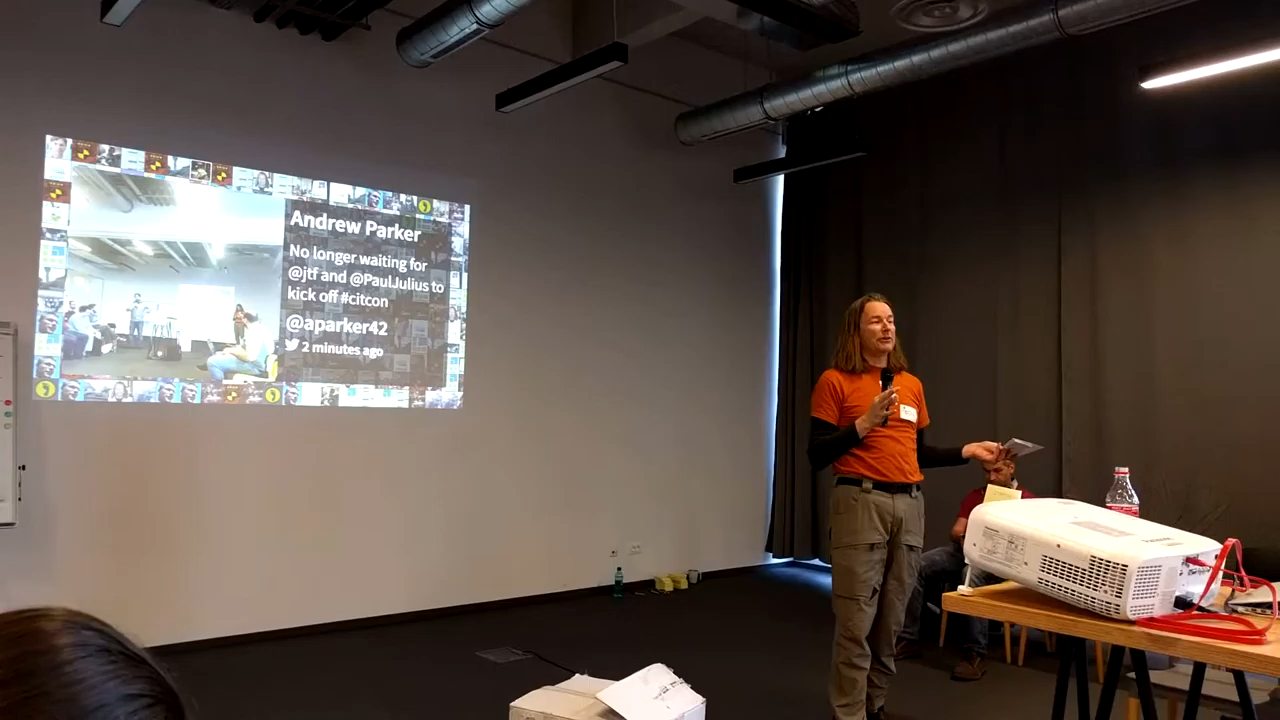 Andrew Parker
No longer waiting for
@jtf and @PaulJulius to
kick off #citcon
@aparker42
2 minutes ago